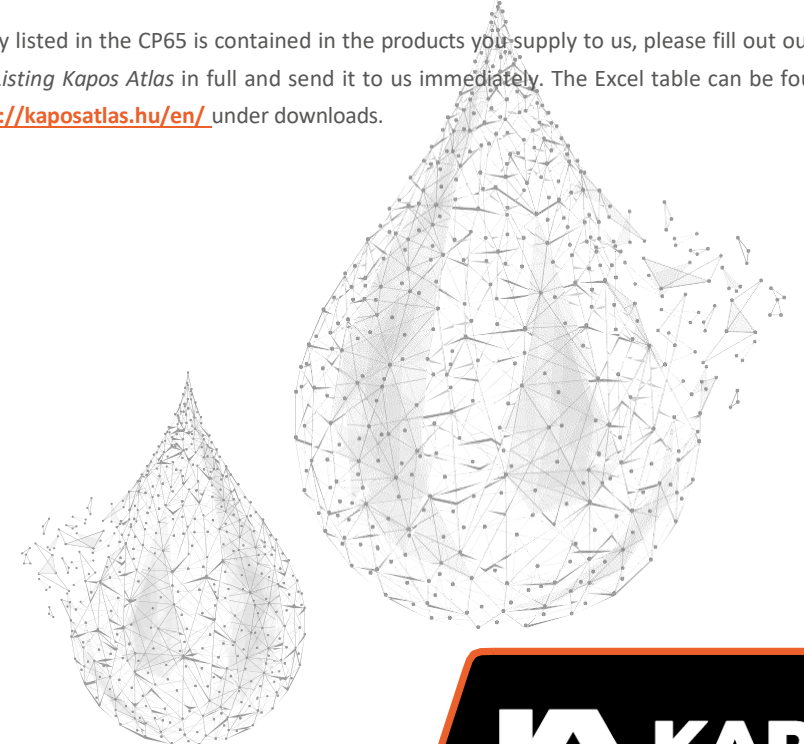 y listed in the CP65 is contained in the products you supply to us, please fill out ou
isting Kapos Atlas in full and send it to us immediately. The Excel table can be fou
://kaposatlas.hu/en/ under downloads.
KAP